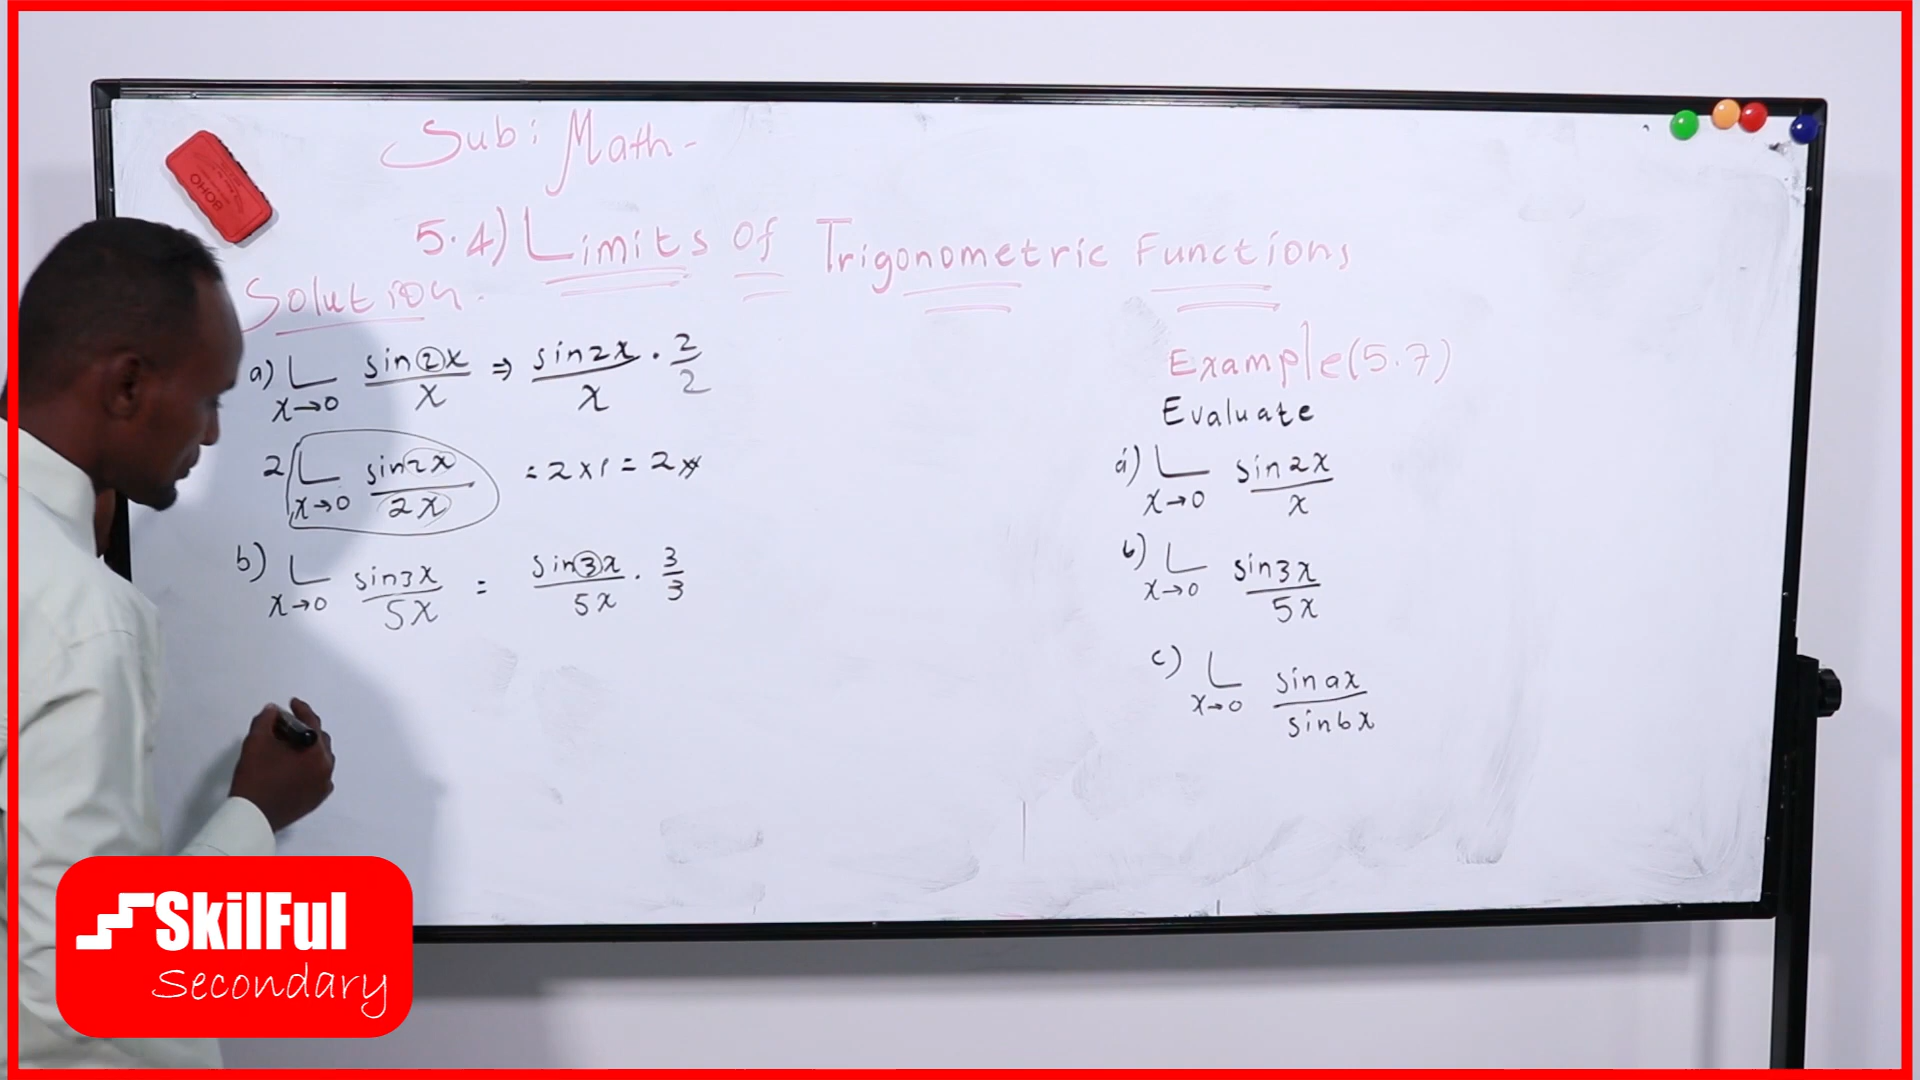 Sub: Math-
5.4) Limits Of Trigonometric Functions
Solution.
a) L sin2x/x ⇒ sin2x/x . 2/2
x→0
2 L sin2x/2x = 2x1 = 2
x→0
b) L sin3x/5x = sin3x/5x . 3/3
x→0
Example(5.7)
Evaluate
a) L sin2x/x
x→0
b) L sin3x/5x
x→0
c) L sinax/sinbx
x→0
BOHO
SkilFul
Secondary